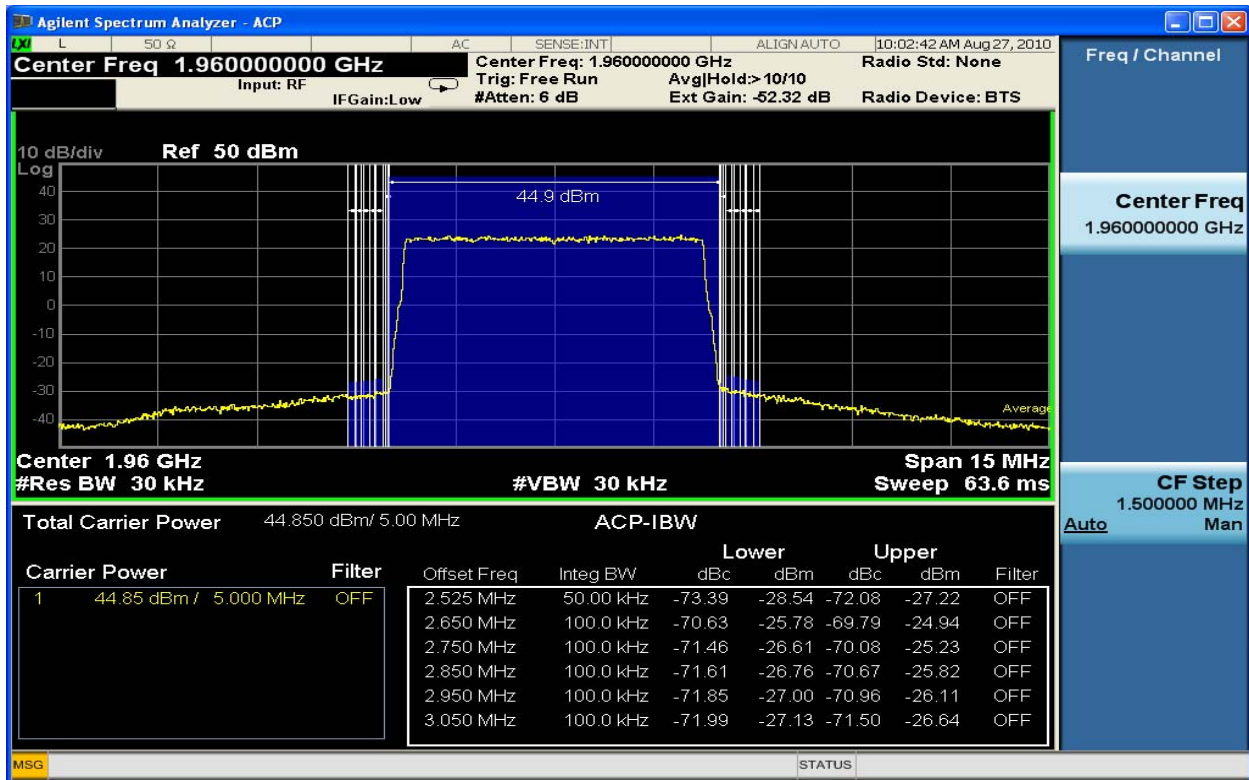 Agilent Spectrum Analyzer - ACP
LXI L 50 Ω AC SENSE:INT ALIGN AUTO 10:02:42 AM Aug 27, 2010
Center Freq 1.960000000 GHz
Input: RF
IFGain:Low
Center Freq: 1.960000000 GHz
Trig: Free Run
#Atten: 6 dB
Avg|Hold:>10/10
Ext Gain: -52.32 dB
Radio Std: None
Radio Device: BTS
10 dB/div Ref 50 dBm
Log
40
30
20
10
0
-10
-20
-30
-40
44.9 dBm
Average
Center 1.96 GHz Span 15 MHz
#Res BW 30 kHz #VBW 30 kHz Sweep 63.6 ms
Total Carrier Power 44.850 dBm/ 5.00 MHz ACP-IBW
Carrier Power Filter
1 44.85 dBm / 5.000 MHz OFF
Lower Upper
Offset Freq Integ BW dBc dBm dBc dBm Filter
2.525 MHz 50.00 kHz -73.39 -28.54 -72.08 -27.22 OFF
2.650 MHz 100.0 kHz -70.63 -25.78 -69.79 -24.94 OFF
2.750 MHz 100.0 kHz -71.46 -26.61 -70.08 -25.23 OFF
2.850 MHz 100.0 kHz -71.61 -26.76 -70.67 -25.82 OFF
2.950 MHz 100.0 kHz -71.85 -27.00 -70.96 -26.11 OFF
3.050 MHz 100.0 kHz -71.99 -27.13 -71.50 -26.64 OFF
MSG STATUS
Freq / Channel
Center Freq
1.960000000 GHz
CF Step
1.500000 MHz
Auto Man